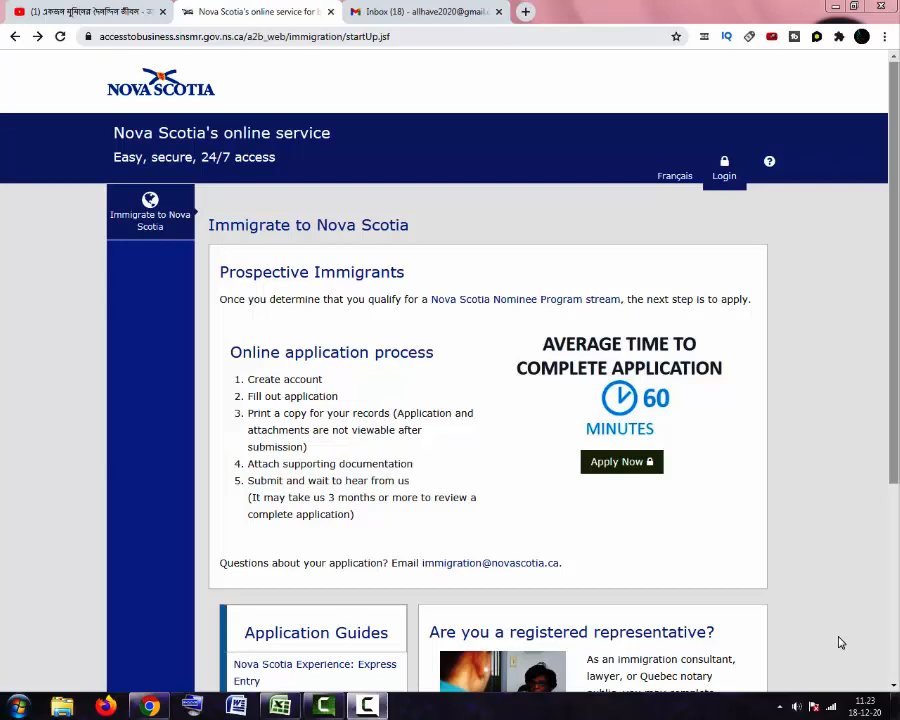 (1) একজন মুমিনের দৈনন্দিন জীবন -
Nova Scotia's online service for b
Inbox (18) - allhave2020@gmail.c
accesstobusiness.snsmr.gov.ns.ca/a2b_web/immigration/startUp.jsf
NOVA SCOTIA
Nova Scotia's online service
Easy, secure, 24/7 access
Français
Login
Immigrate to Nova
Scotia
Immigrate to Nova Scotia
Prospective Immigrants
Once you determine that you qualify for a Nova Scotia Nominee Program stream, the next step is to apply.
Online application process
1. Create account
2. Fill out application
3. Print a copy for your records (Application and
attachments are not viewable after
submission)
4. Attach supporting documentation
5. Submit and wait to hear from us
(It may take us 3 months or more to review a
complete application)
AVERAGE TIME TO
COMPLETE APPLICATION
60
MINUTES
Apply Now
Questions about your application? Email immigration@novascotia.ca.
Application Guides
Nova Scotia Experience: Express
Entry
Are you a registered representative?
As an immigration consultant,
lawyer, or Quebec notary
public, you may complete
11.23
18-12-20